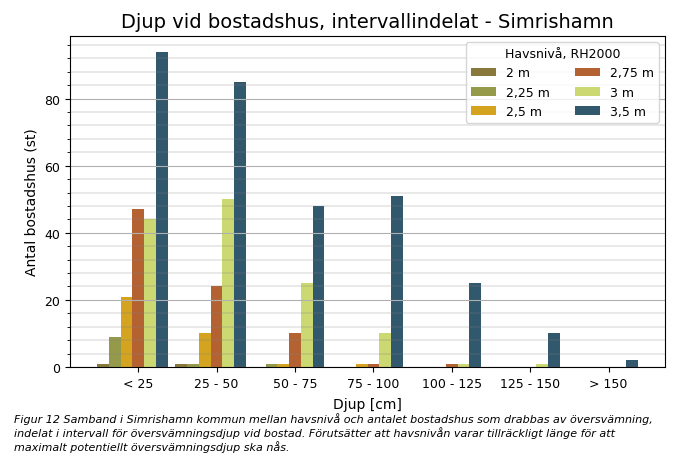 Djup vid bostadshus, intervallindelat - Simrishamn
Havsnivå, RH2000
2 m
2,25 m
2,5 m
2,75 m
3 m
3,5 m
Antal bostadshus (st)
80
60
40
20
0
< 25
25 - 50
50 - 75
75 - 100
100 - 125
125 - 150
> 150
Djup [cm]
Figur 12 Samband i Simrishamn kommun mellan havsnivå och antalet bostadshus som drabbas av översvämning,
indelat i intervall för översvämningsdjup vid bostad. Förutsätter att havsnivån varar tillräckligt länge för att
maximalt potentiellt översvämningsdjup ska nås.